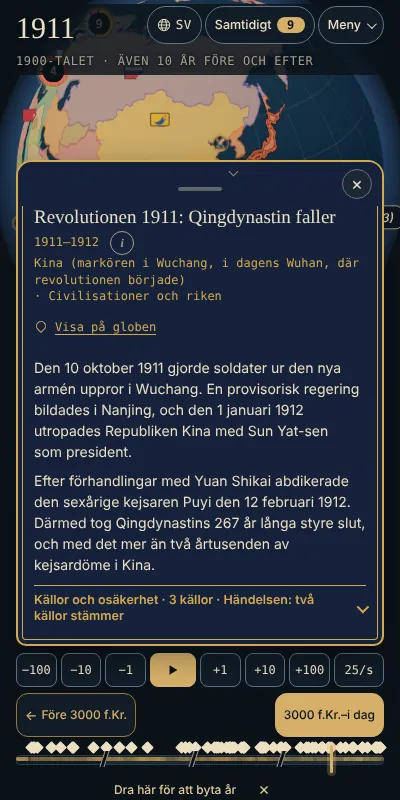 1911
9
SV
Samtidigt 9
Meny
1900-TALET · ÄVEN 10 ÅR FÖRE OCH EFTER
4
3)
Revolutionen 1911: Qingdynastin faller
1911–1912 i
Kina (markören i Wuchang, i dagens Wuhan, där
revolutionen började)
· Civilisationer och riken
Visa på globen
Den 10 oktober 1911 gjorde soldater ur den nya
armén uppror i Wuchang. En provisorisk regering
bildades i Nanjing, och den 1 januari 1912
utropades Republiken Kina med Sun Yat-sen
som president.
Efter förhandlingar med Yuan Shikai abdikerade
den sexårige kejsaren Puyi den 12 februari 1912.
Därmed tog Qingdynastins 267 år långa styre slut,
och med det mer än två årtusenden av
kejsardöme i Kina.
Källor och osäkerhet · 3 källor · Händelsen: två
källor stämmer
−100 −10 −1 +1 +10 +100 25/s
← Före 3000 f.Kr.
3000 f.Kr.–i dag
Dra här för att byta år ×